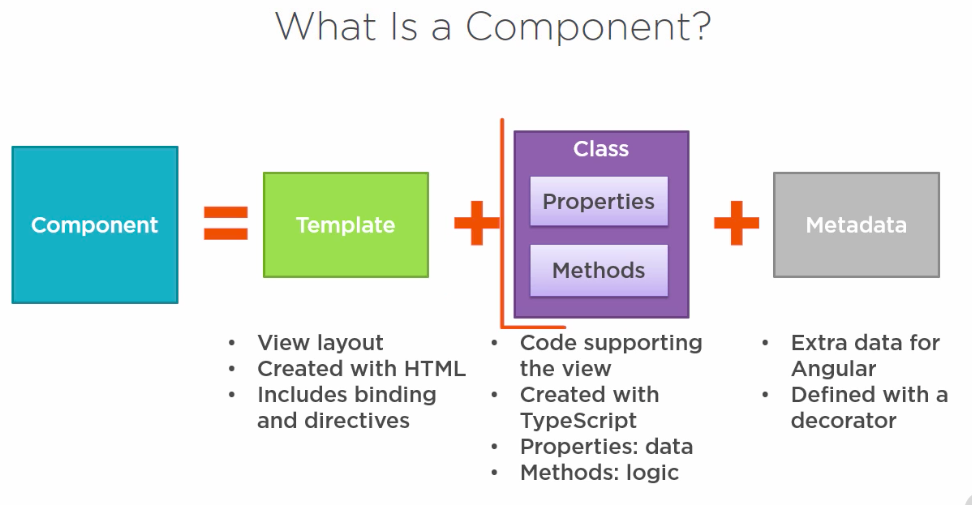 What Is a Component?
Component
=
Template
+
Class
Properties
Methods
+
Metadata
• View layout
• Created with HTML
• Includes binding
and directives
• Code supporting
the view
• Created with
TypeScript
• Properties: data
• Methods: logic
• Extra data for
Angular
• Defined with a
decorator